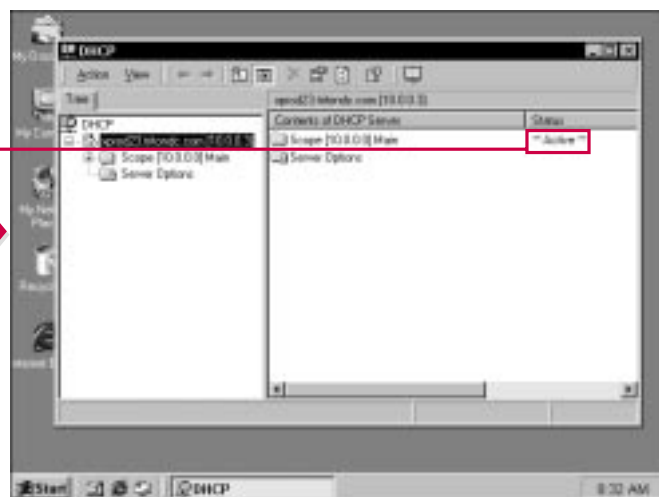 DHCP
Action View
Tree
Contents of DHCP Server Status
DHCP
Scope [10.0.0.0] Main
Server Options
Scope [10.0.0.0] Main ** Active **
Server Options
Start DHCP 8:32 AM